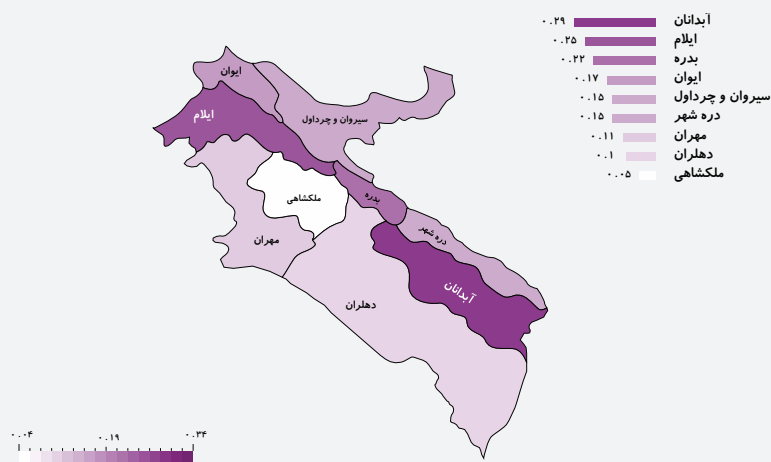 آبدانان ۰.۲۹
ایلام ۰.۲۵
بدره ۰.۲۲
ایوان ۰.۱۷
سیروان و چرداول ۰.۱۵
دره شهر ۰.۱۵
مهران ۰.۱۱
دهلران ۰.۱
ملکشاهی ۰.۰۵
ایوان
ایلام
سیروان و چرداول
ملکشاهی
بدره
دره شهر
مهران
آبدانان
دهلران
۰.۰۴ ۰.۱۹ ۰.۳۴